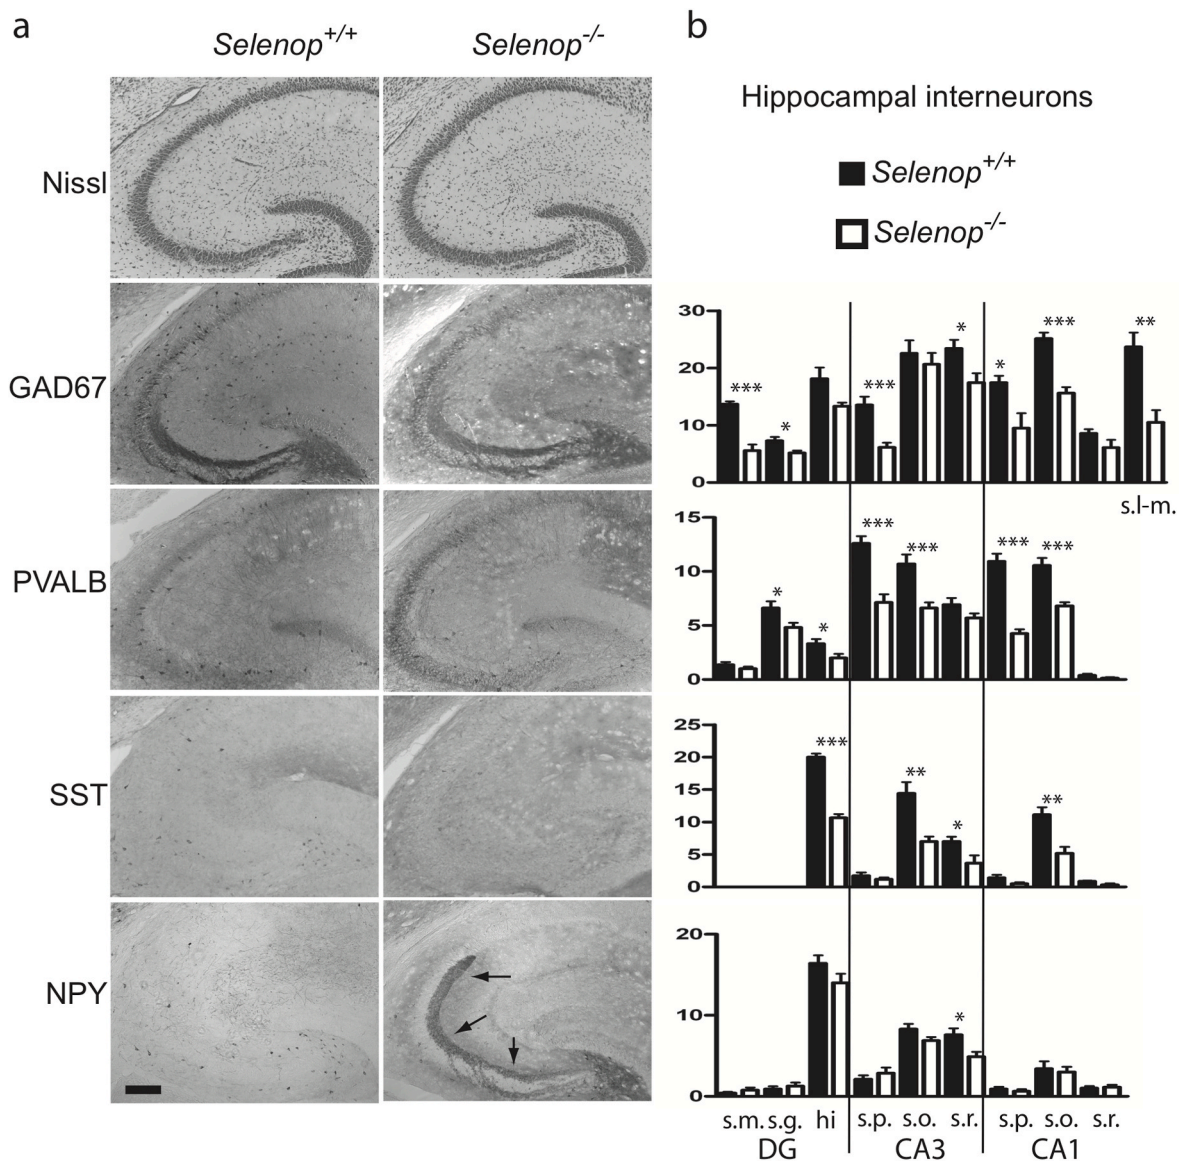 a
Selenop+/+ Selenop-/-
Nissl
GAD67
PVALB
SST
NPY
b
Hippocampal interneurons
Selenop+/+
Selenop-/-
30
20
10
0
*** * *** * * *** **
s.l-m.
15
10
5
0
* * *** *** *** ***
25
20
15
10
5
0
*** ** * **
20
10
0
*
s.m. s.g. hi s.p. s.o. s.r. s.p. s.o. s.r.
DG CA3 CA1